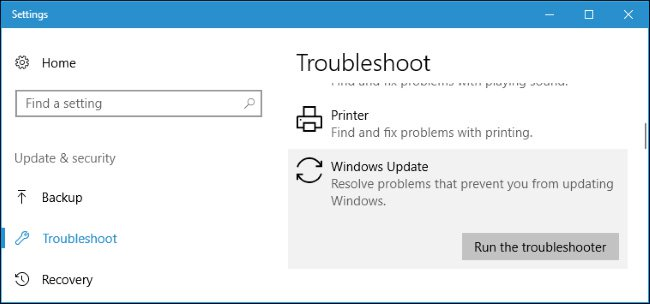 Settings
Home
Find a setting
Update & security
Backup
Troubleshoot
Recovery
Troubleshoot
Find and fix problems with playing sound.
Printer
Find and fix problems with printing.
Windows Update
Resolve problems that prevent you from updating
Windows.
Run the troubleshooter